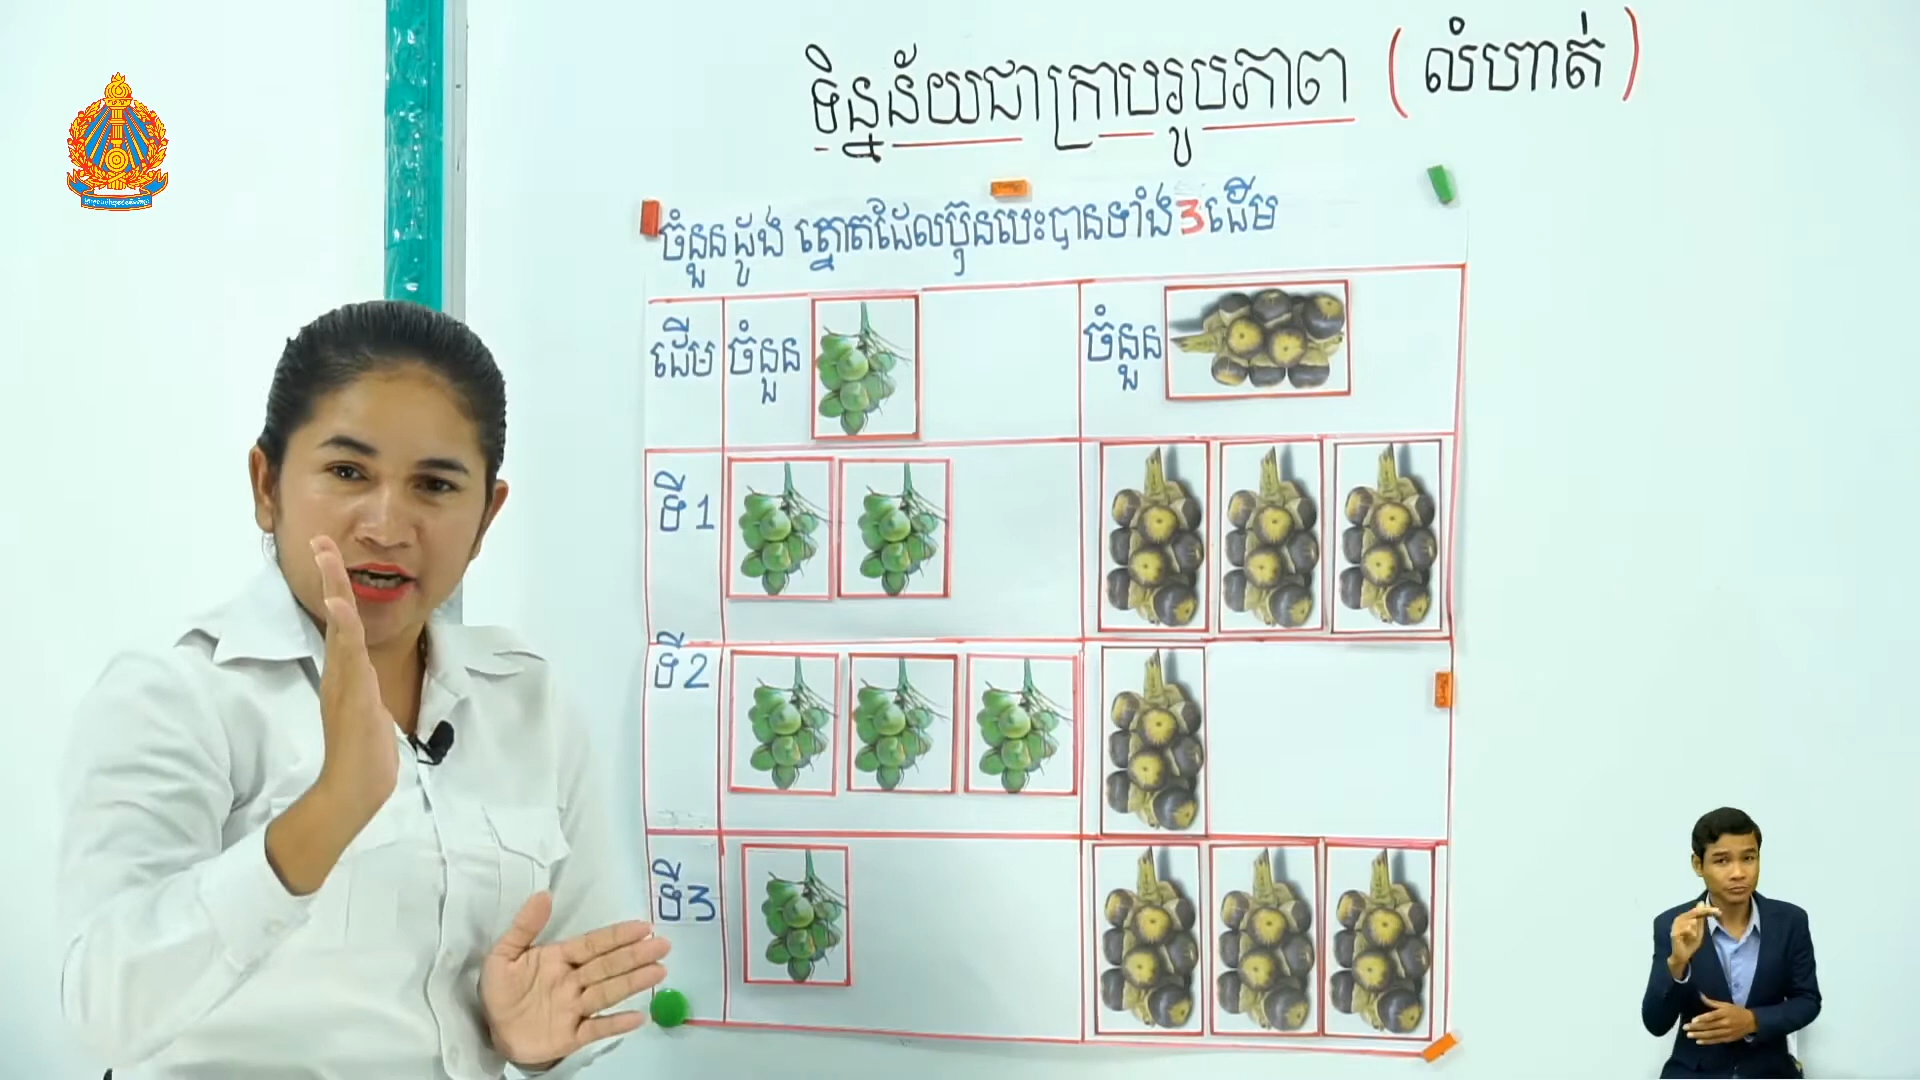 ទិន្នន័យជាក្រាបរូបភាព ( លំហាត់ )
ចំនួនដូង ត្នោតដែលប៊ុនបេះបានទាំង3ដើម
ដើម ចំនួន ចំនួន
ទី1
ទី2
ទី3